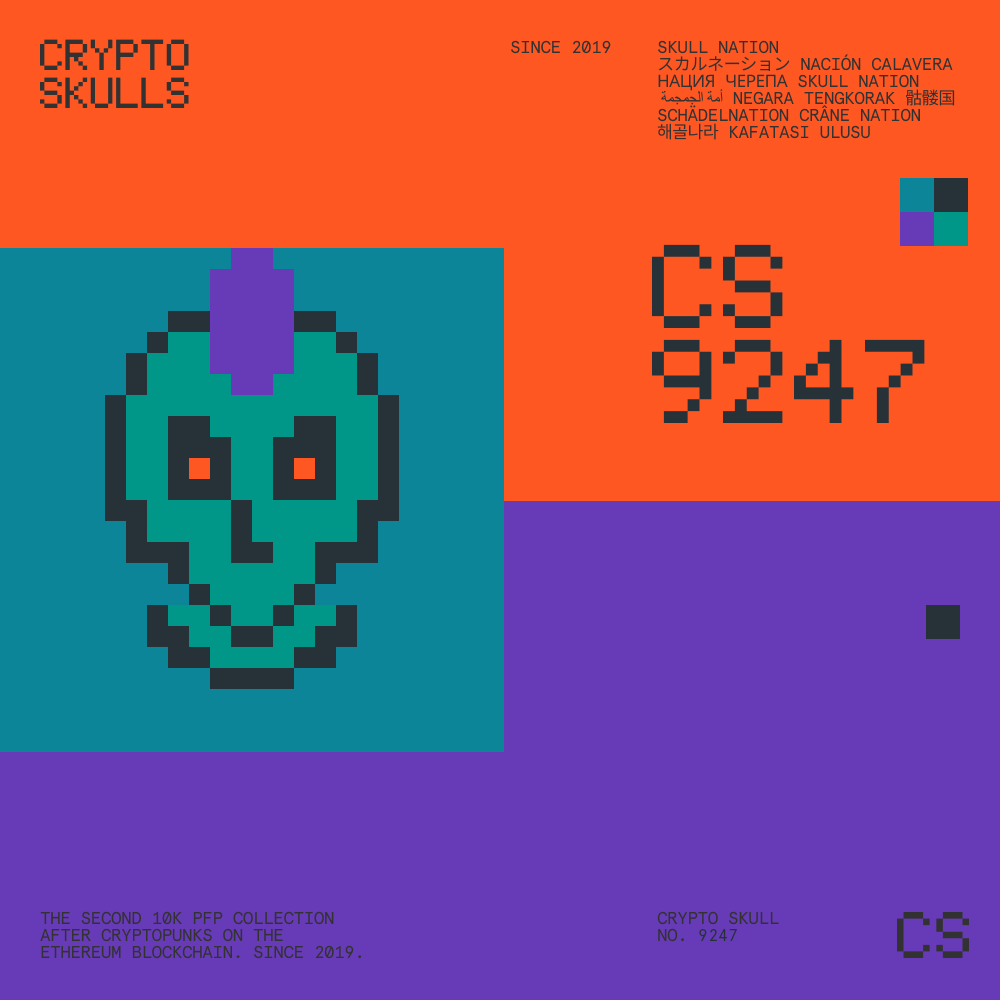 CRYPTO
SKULLS
SINCE 2019
SKULL NATION
スカルネーション NACIÓN CALAVERA
НАЦИЯ ЧЕРЕПА SKULL NATION
أمة الجمجمة NEGARA TENGKORAK 骷髅国
SCHÄDELNATION CRÂNE NATION
해골나라 KAFATASI ULUSU
CS
9247
THE SECOND 10K PFP COLLECTION
AFTER CRYPTOPUNKS ON THE
ETHEREUM BLOCKCHAIN. SINCE 2019.
CRYPTO SKULL
NO. 9247
CS